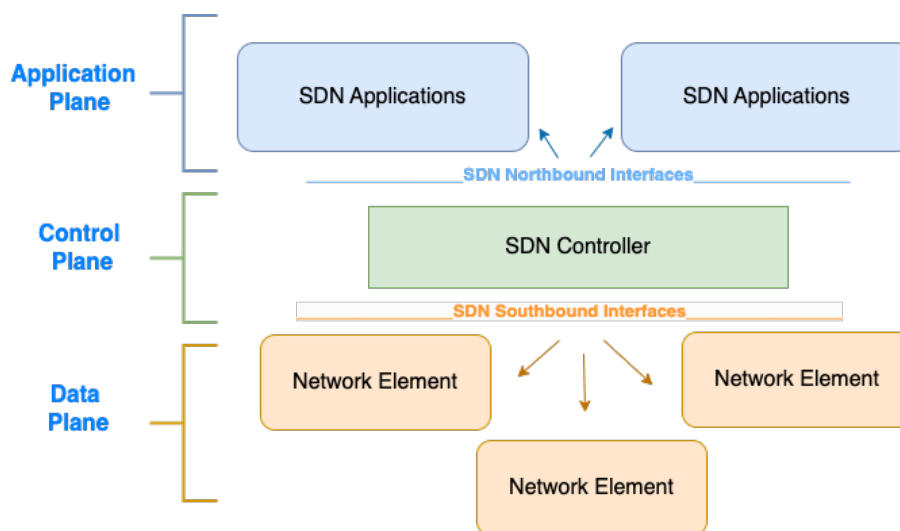 Application
Plane
SDN Applications
SDN Applications
SDN Northbound Interfaces
Control
Plane
SDN Controller
SDN Southbound Interfaces
Data
Plane
Network Element
Network Element
Network Element